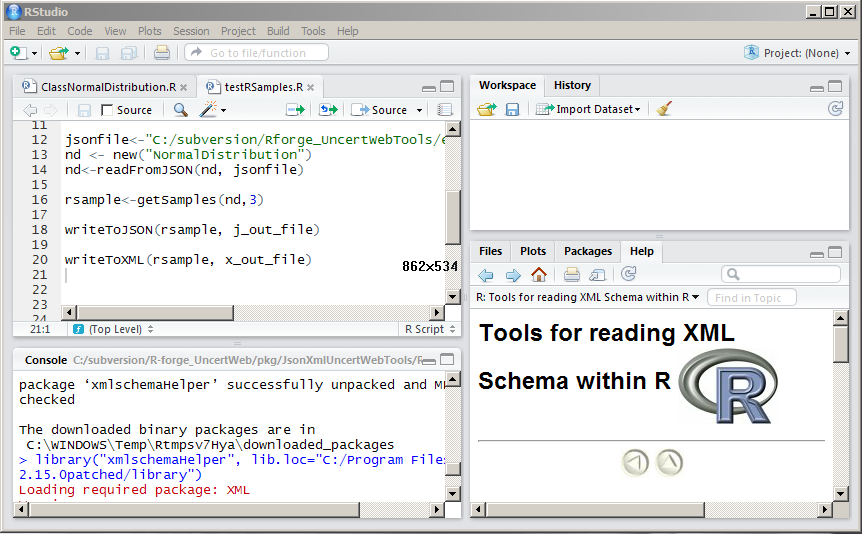 RStudio
File Edit Code View Plots Session Project Build Tools Help
Go to file/function
Project: (None)
ClassNormalDistribution.R
testRSamples.R
Source
Source
11
12 jsonfile<-"C:/subversion/Rforge_UncertWebTools/
13 nd <- new("NormalDistribution")
14 nd<-readFromJSON(nd, jsonfile)
15
16 rsample<-getSamples(nd,3)
17
18 writeToJSON(rsample, j_out_file)
19
20 writeToXML(rsample, x_out_file)
862x534
21
22
23
24
21:1 (Top Level) R Script
Console C:/subversion/R-forge_UncertWeb/pkg/JsonXmlUncertWebTools/
package ‘xmlschemaHelper’ successfully unpacked and
checked
The downloaded binary packages are in
C:\WINDOWS\Temp\Rtmpsv7Hya\downloaded_packages
> library("xmlschemaHelper", lib.loc="C:/Program Files
2.15.0patched/library")
Loading required package: XML
Workspace History
Import Dataset
Files Plots Packages Help
R: Tools for reading XML Schema within R
Find in Topic
Tools for reading XML
Schema within R
R